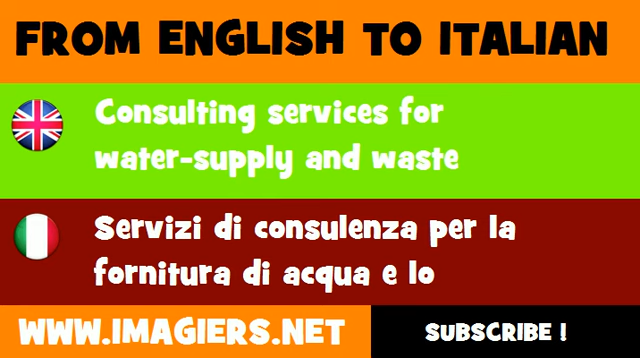 FROM ENGLISH TO ITALIAN
Consulting services for
water-supply and waste
Servizi di consulenza per la
fornitura di acqua e lo
WWW.IMAGIERS.NET
SUBSCRIBE !